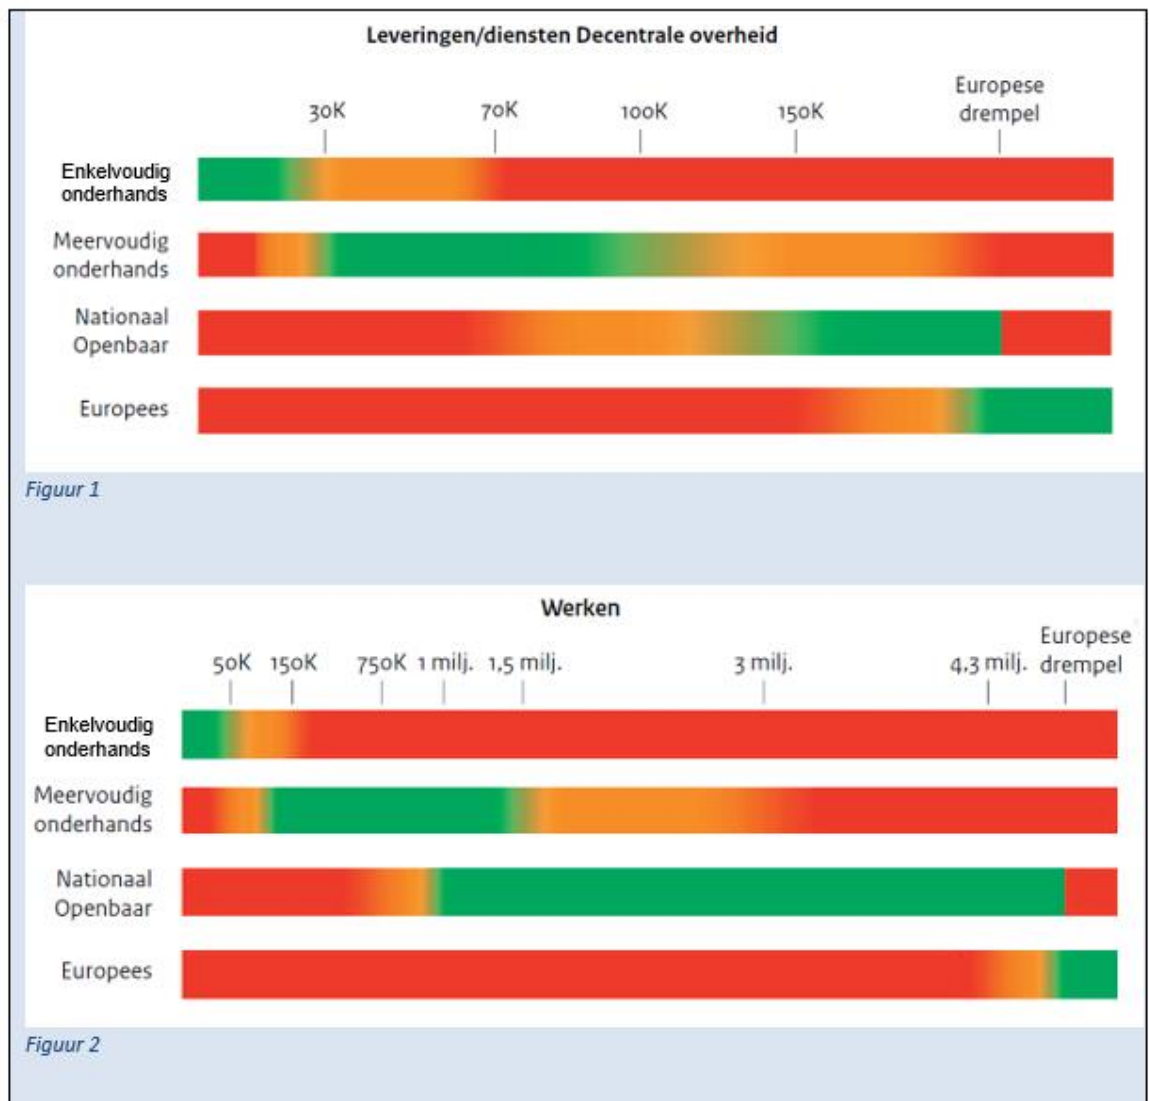 Leveringen/diensten Decentrale overheid
Europese
30K 70K 100K 150K drempel
Enkelvoudig
onderhands
Meervoudig
onderhands
Nationaal
Openbaar
Europees
Figuur 1
Werken
Europese
50K 150K 750K 1 milj. 1,5 milj. 3 milj. 4,3 milj. drempel
Enkelvoudig
onderhands
Meervoudig
onderhands
Nationaal
Openbaar
Europees
Figuur 2